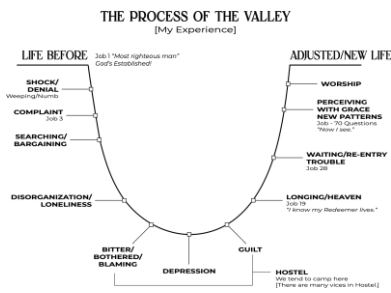 THE PROCESS OF THE VALLEY
[My Experience]
LIFE BEFORE
Job 1 "Most righteous man"
God's Established!
ADJUSTED/NEW LIFE
SHOCK/
DENIAL
Weeping/Numb
COMPLAINT
Job 3
SEARCHING/
BARGAINING
DISORGANIZATION/
LONELINESS
BITTER/
BOTHERED/
BLAMING
DEPRESSION
GUILT
HOSTEL
We tend to camp here
[There are many vices in Hostel.]
LONGING/HEAVEN
Job 19
"I know my Redeemer lives."
WAITING/RE-ENTRY
TROUBLE
Job 28
PERCEIVING
WITH GRACE
NEW PATTERNS
Job - 70 Questions
"Now I see."
WORSHIP